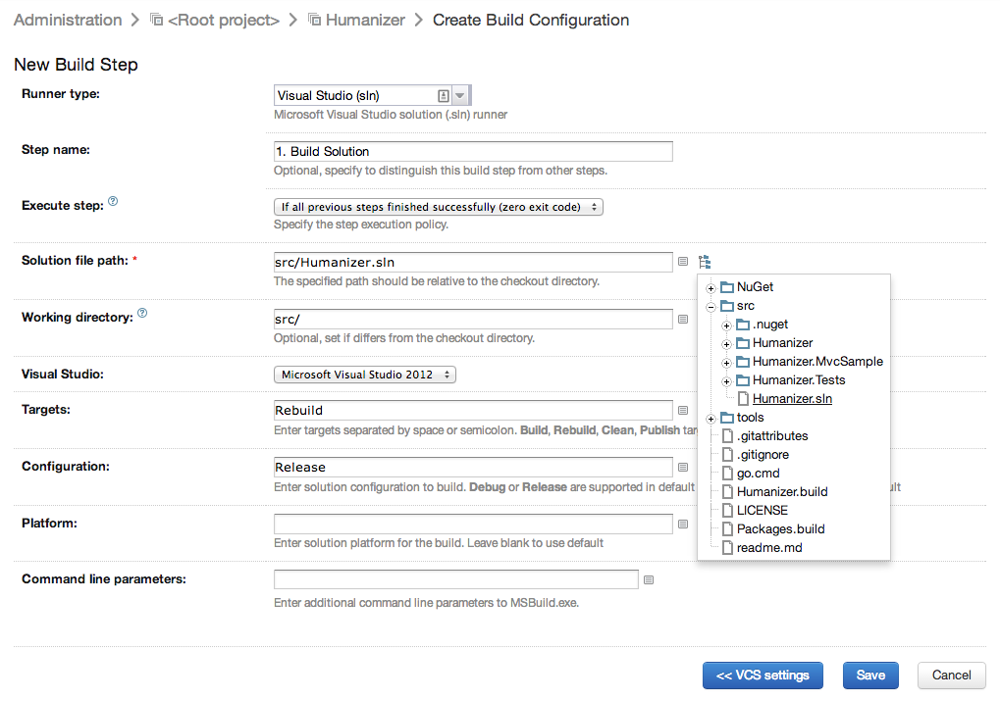 Administration > <Root project> > Humanizer > Create Build Configuration
New Build Step
Runner type:
Visual Studio (sln)
Microsoft Visual Studio solution (.sln) runner
Step name:
1. Build Solution
Optional, specify to distinguish this build step from other steps.
Execute step:
If all previous steps finished successfully (zero exit code)
Specify the step execution policy.
Solution file path: *
src/Humanizer.sln
The specified path should be relative to the checkout directory.
Working directory:
src/
Optional, set if differs from the checkout directory.
Visual Studio:
Microsoft Visual Studio 2012
Targets:
Rebuild
Enter targets separated by space or semicolon. Build, Rebuild, Clean, Publish
Configuration:
Release
Enter solution configuration to build. Debug or Release are supported in default
Platform:
Enter solution platform for the build. Leave blank to use default
Command line parameters:
Enter additional command line parameters to MSBuild.exe.
NuGet
src
.nuget
Humanizer
Humanizer.MvcSample
Humanizer.Tests
Humanizer.sln
tools
.gitattributes
.gitignore
go.cmd
Humanizer.build
LICENSE
Packages.build
readme.md
<< VCS settings
Save
Cancel